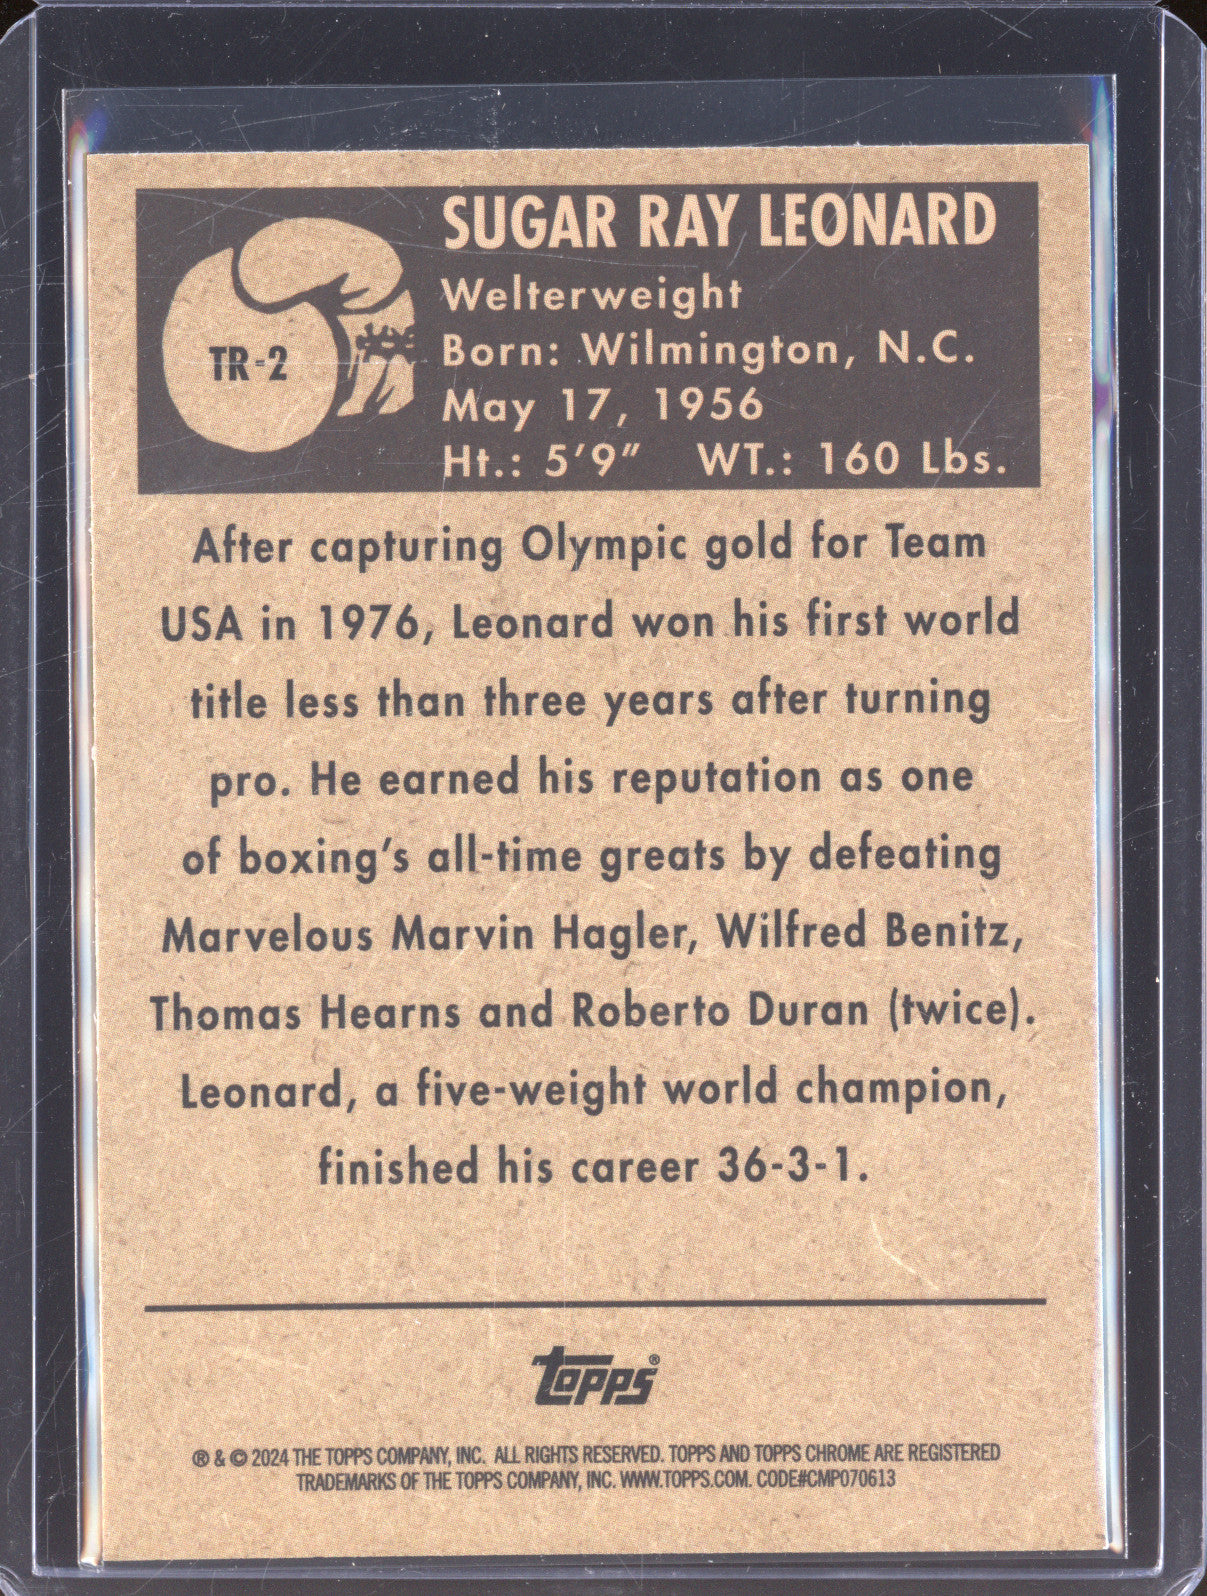 SUGAR RAY LEONARD
TR-2
Welterweight
Born: Wilmington, N.C.
May 17, 1956
Ht.: 5'9" WT.: 160 Lbs.
After capturing Olympic gold for Team
USA in 1976, Leonard won his first world
title less than three years after turning
pro. He earned his reputation as one
of boxing's all-time greats by defeating
Marvelous Marvin Hagler, Wilfred Benitz,
Thomas Hearns and Roberto Duran (twice).
Leonard, a five-weight world champion,
finished his career 36-3-1.
TOPPS®
® & © 2024 THE TOPPS COMPANY, INC. ALL RIGHTS RESERVED. TOPPS AND TOPPS CHROME ARE REGISTERED
TRADEMARKS OF THE TOPPS COMPANY, INC. WWW.TOPPS.COM. CODE#CMP070613